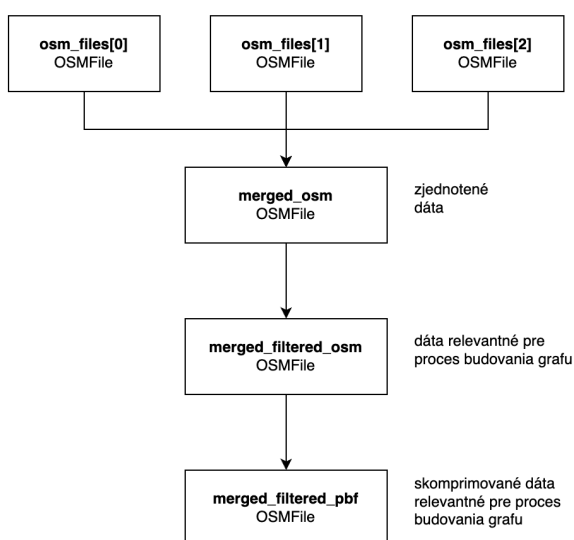 osm_files[0]
OSMFile
osm_files[1]
OSMFile
osm_files[2]
OSMFile
merged_osm
OSMFile
zjednotené
dáta
merged_filtered_osm
OSMFile
dáta relevantné pre
proces budovania grafu
merged_filtered_pbf
OSMFile
skomprimované dáta
relevantné pre proces
budovania grafu